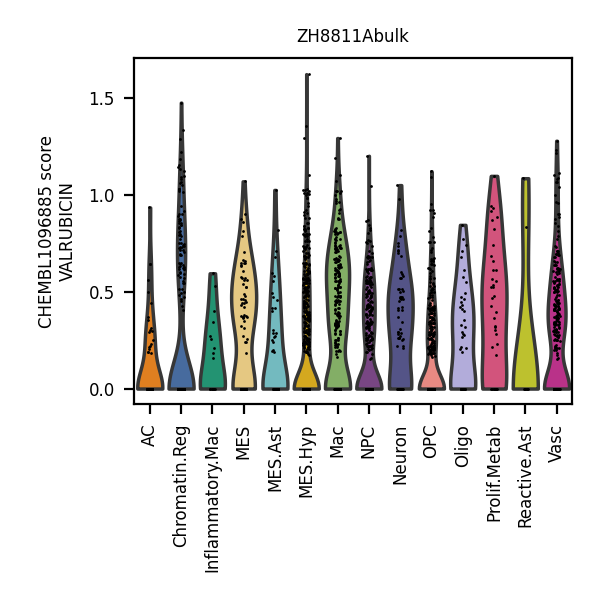 ZH8811Abulk
CHEMBL1096885 score
VALRUBICIN
1.5
1.0
0.5
0.0
AC
Chromatin.Reg
Inflammatory.Mac
MES
MES.Ast
MES.Hyp
Mac
NPC
Neuron
OPC
Oligo
Prolif.Metab
Reactive.Ast
Vasc